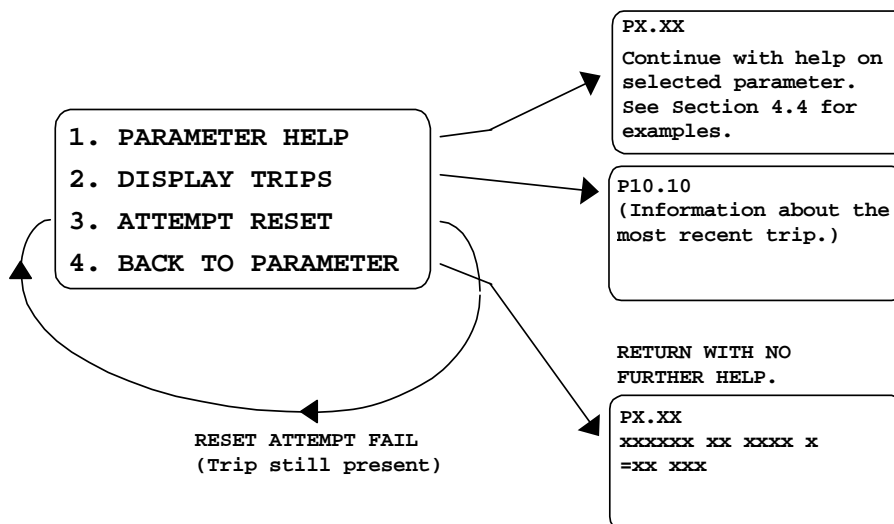 1. PARAMETER HELP
2. DISPLAY TRIPS
3. ATTEMPT RESET
4. BACK TO PARAMETER
PX.XX
Continue with help on
selected parameter.
See Section 4.4 for
examples.
P10.10
(Information about the
most recent trip.)
RETURN WITH NO
FURTHER HELP.
PX.XX
xxxxxx xx xxxx x
=xx xxx
RESET ATTEMPT FAIL
(Trip still present)